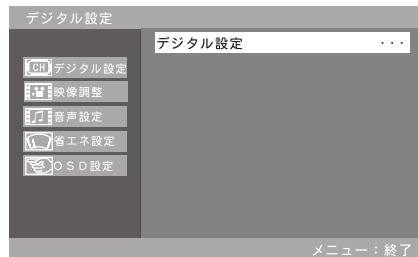 デジタル設定
デジタル設定 ・・・
CH デジタル設定
映像調整
音声設定
省エネ設定
ＯＳＤ設定
メニュー：終了